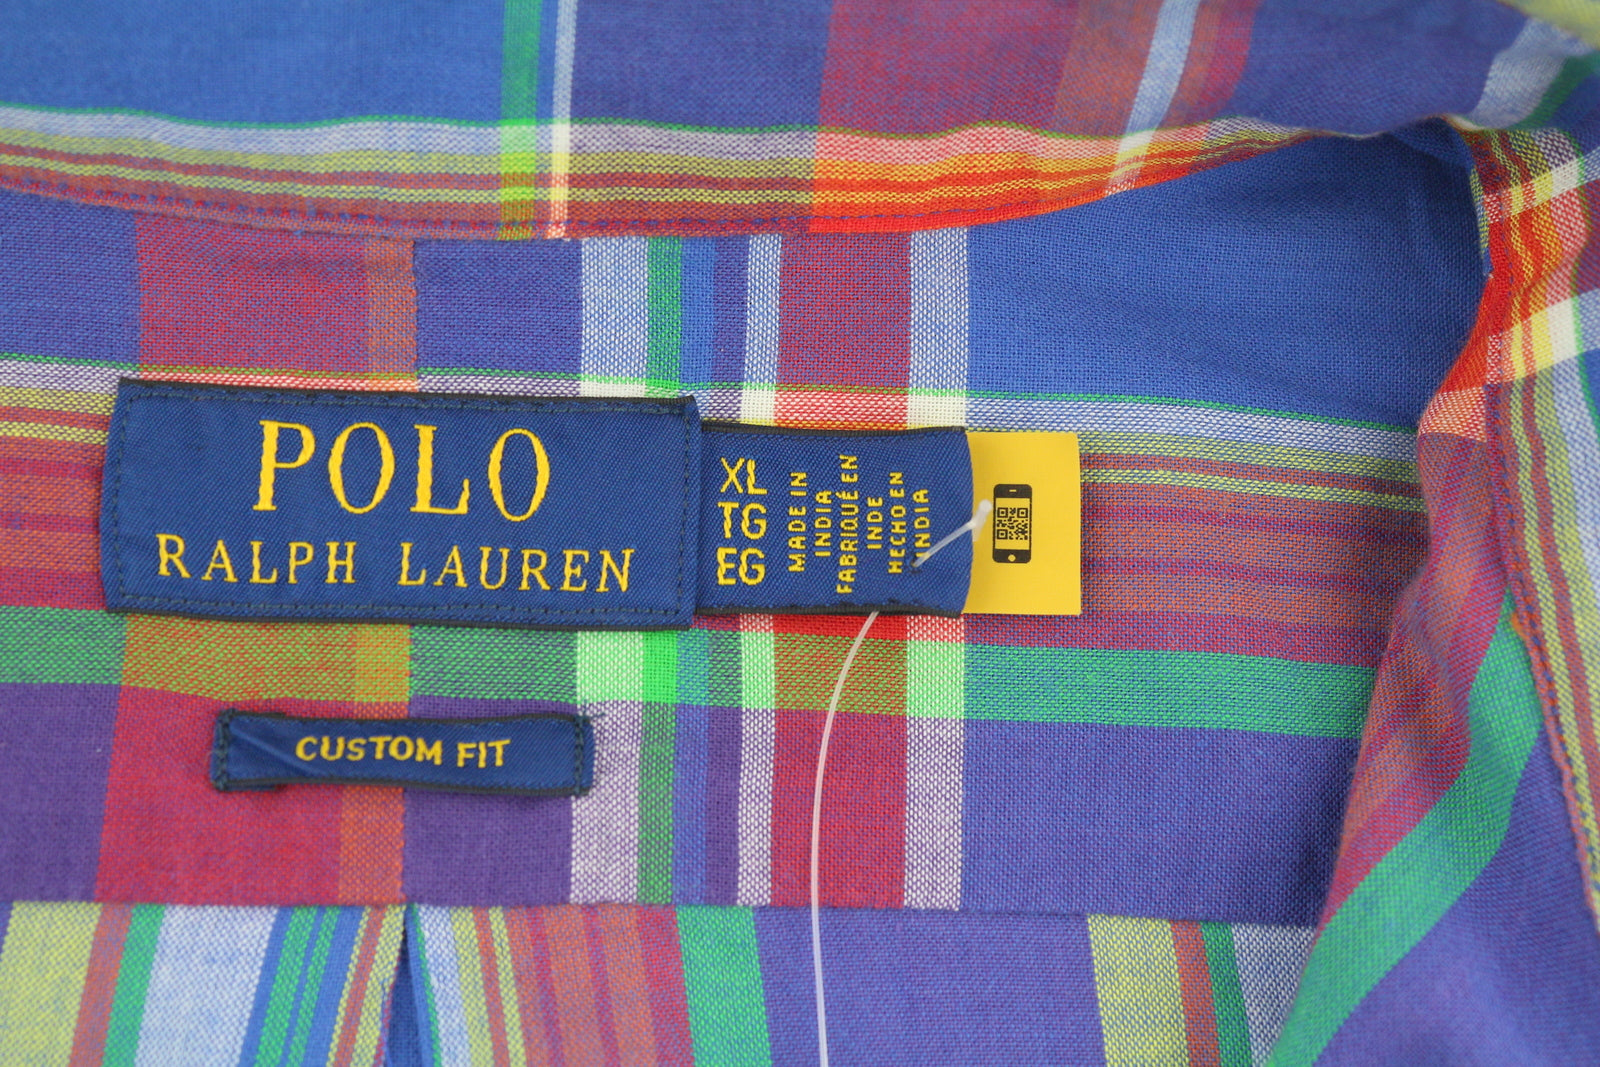 POLO
RALPH LAUREN
XL
TG
EG
MADE IN
INDIA
FABRIQUÉ EN
INDE
HECHO EN
INDIA
CUSTOM FIT